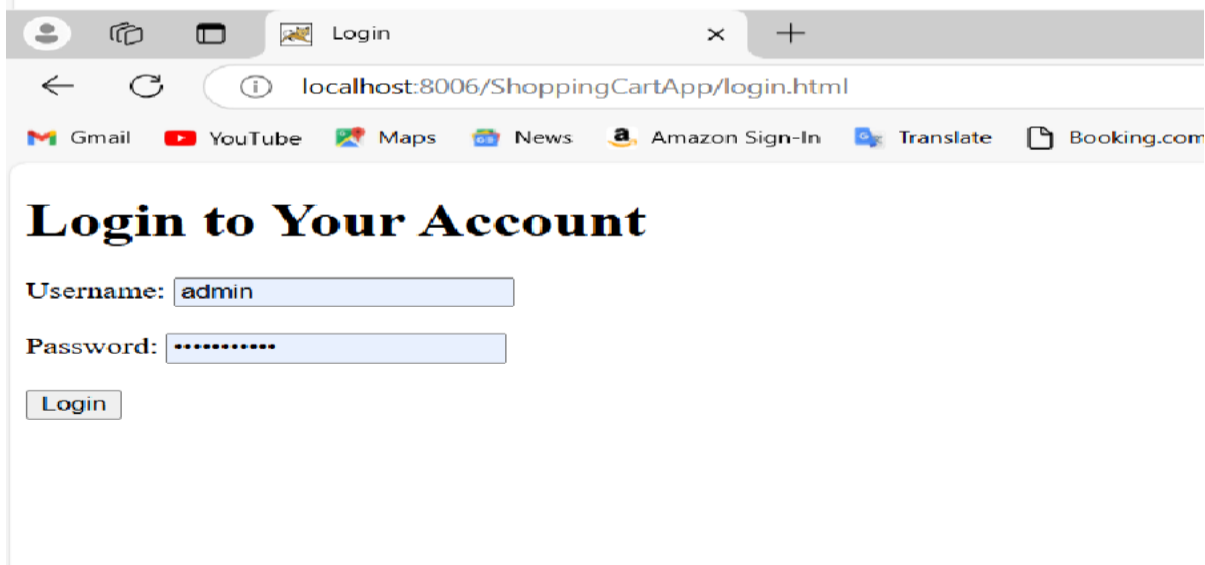 Login
localhost:8006/ShoppingCartApp/login.html
Gmail YouTube Maps News Amazon Sign-In Translate Booking.com
Login to Your Account
Username: admin
Password: •••••••••••
Login